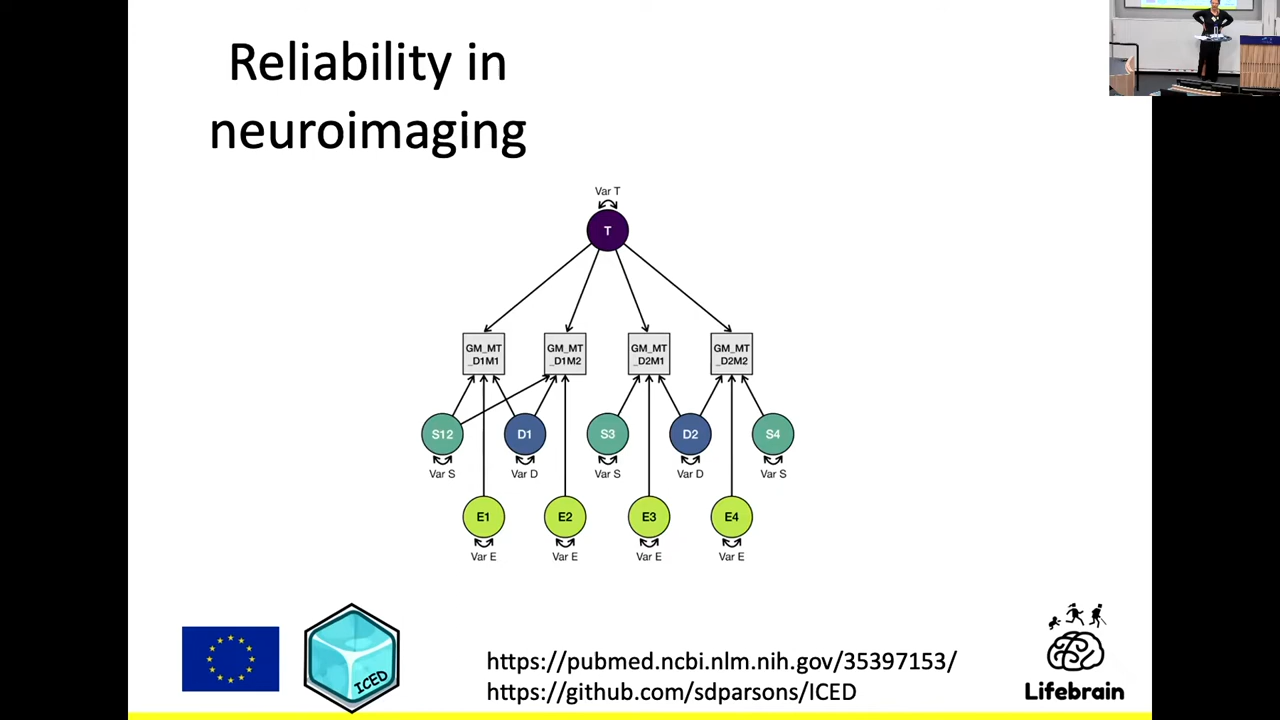 Reliability in
neuroimaging
Var T
T
GM_MT
_D1M1
GM_MT
_D1M2
GM_MT
_D2M1
GM_MT
_D2M2
S12
D1
S3
D2
S4
Var S
Var D
Var S
Var D
Var S
E1
E2
E3
E4
Var E
Var E
Var E
Var E
ICED
https://pubmed.ncbi.nlm.nih.gov/35397153/
https://github.com/sdparsons/ICED
Lifebrain